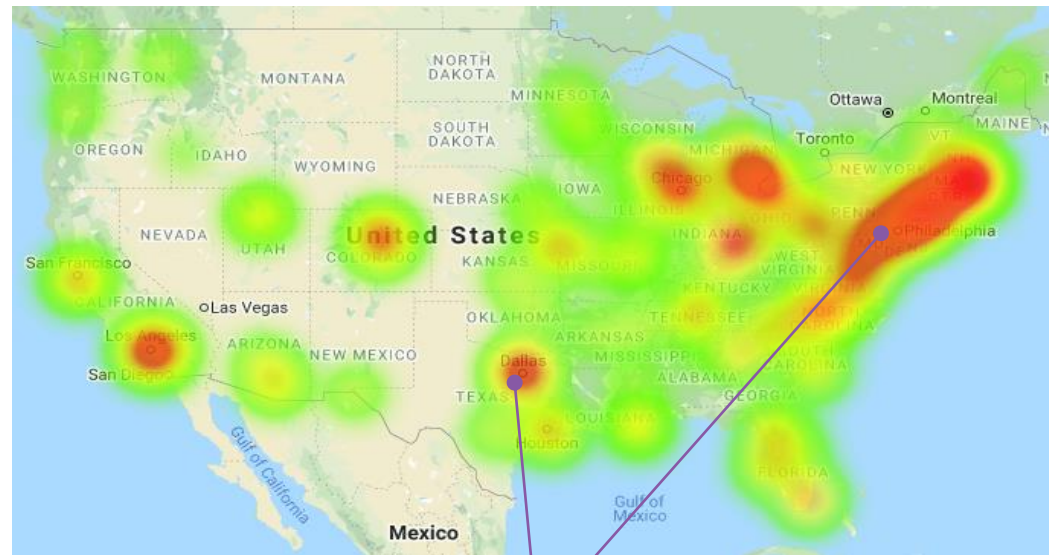 WASHINGTON
MONTANA
NORTH
DAKOTA
MINNESOTA
Ottawa
Montreal
MAINE
VT
OREGON
IDAHO
SOUTH
DAKOTA
WISCONSIN
Toronto
MICHIGAN
NEW YORK
WYOMING
Chicago
IOWA
NEBRASKA
ILLINOIS
INDIANA
OHIO
PENN
Philadelphia
NEVADA
UTAH
COLORADO
United States
KANSAS
MISSOURI
WEST
VIRGINIA
VIRGINIA
KENTUCKY
San Francisco
CALIFORNIA
Las Vegas
Los Angeles
San Diego
ARIZONA
NEW MEXICO
OKLAHOMA
ARKANSAS
TENNESSEE
NORTH
CAROLINA
MISSISSIPPI
SOUTH
CAROLINA
Dallas
TEXAS
ALABAMA
GEORGIA
LOUISIANA
Houston
FLORIDA
Gulf of
California
Gulf of
Mexico
Mexico